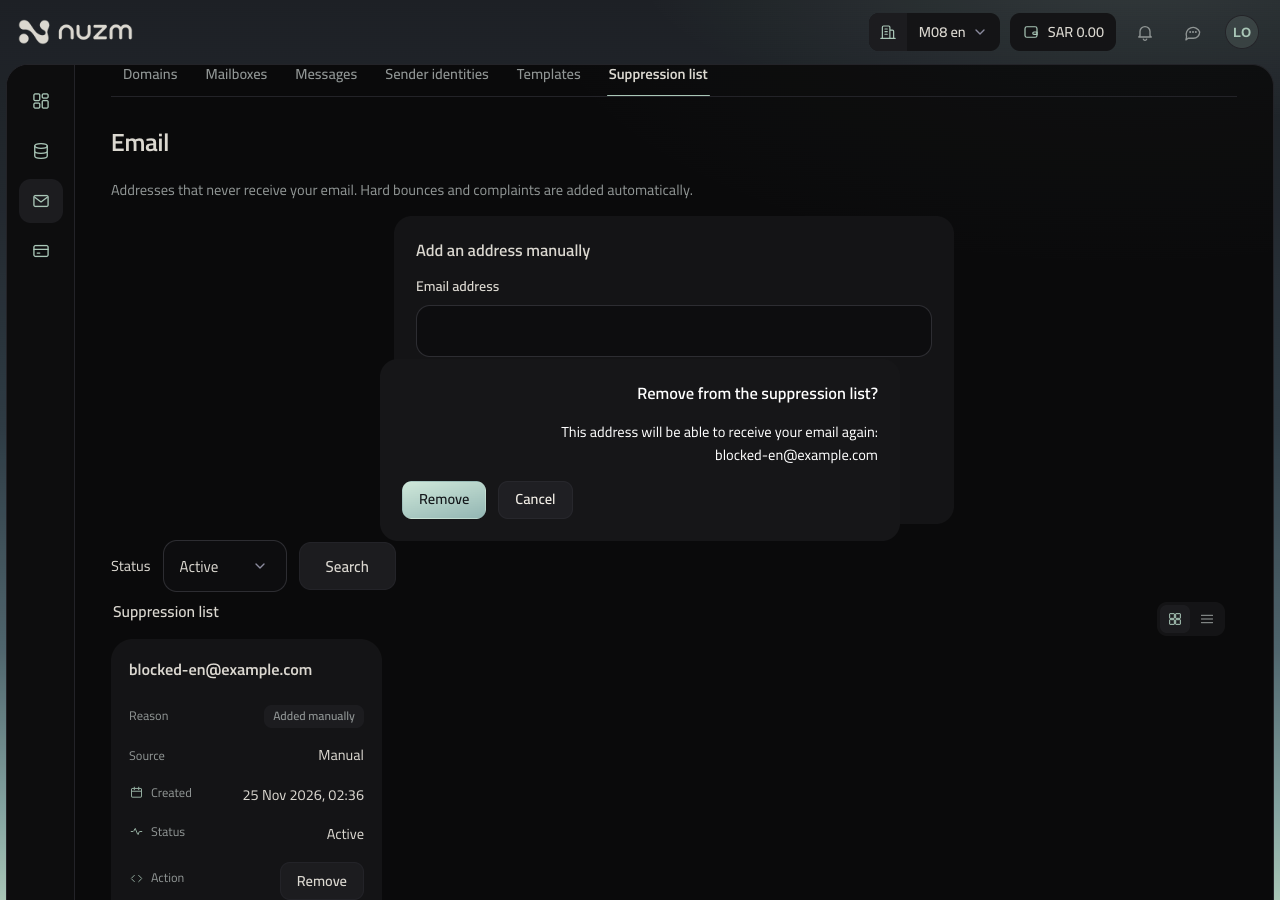 nuzm
M08 en
SAR 0.00
LO
Domains
Mailboxes
Messages
Sender identities
Templates
Suppression list
Email
Addresses that never receive your email. Hard bounces and complaints are added automatically.
Add an address manually
Email address
Remove from the suppression list?
This address will be able to receive your email again:
blocked-en@example.com
Remove
Cancel
Status
Active
Search
Suppression list
blocked-en@example.com
Reason
Added manually
Source
Manual
Created
25 Nov 2026, 02:36
Status
Active
Action
Remove